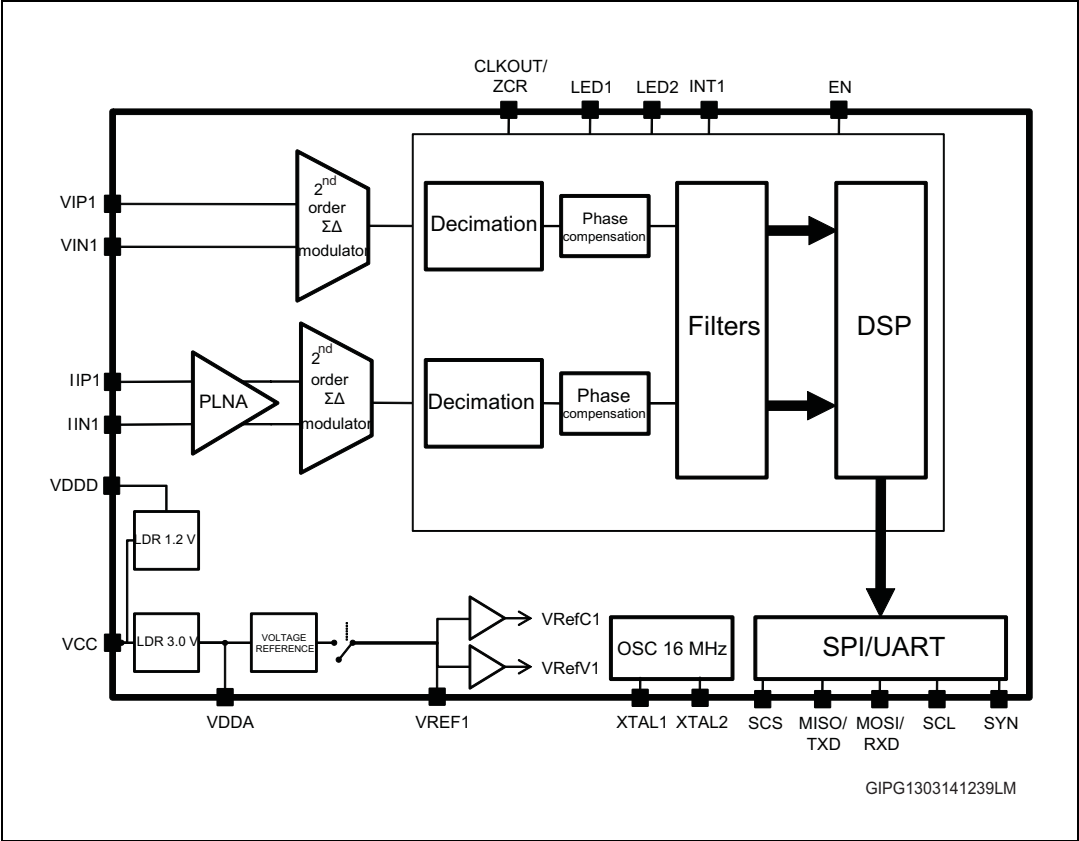 CLKOUT/
ZCR
LED1
LED2
INT1
EN
VIP1
VIN1
2nd
order
ΣΔ
modulator
Decimation
Phase
compensation
Filters
DSP
IIP1
IIN1
PLNA
2nd
order
ΣΔ
modulator
Decimation
Phase
compensation
VDDD
LDR 1.2 V
VCC
LDR 3.0 V
VOLTAGE
REFERENCE
VRefC1
VRefV1
OSC 16 MHz
SPI/UART
VDDA
VREF1
XTAL1
XTAL2
SCS
MISO/
TXD
MOSI/
RXD
SCL
SYN
GIPG1303141239LM